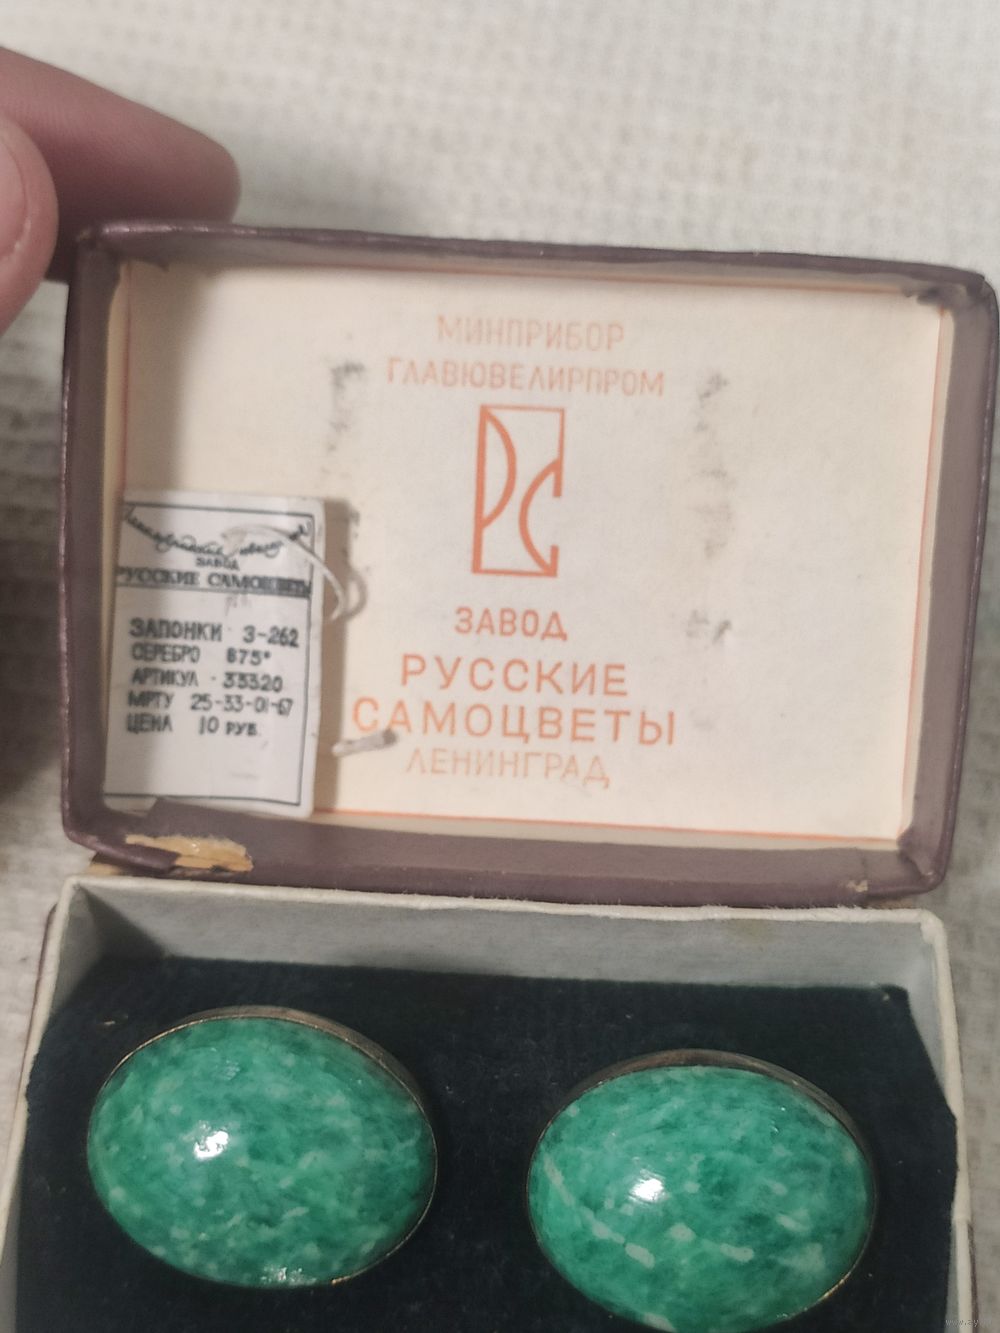 МИНПРИБОР
ГЛАВЮВЕЛИРПРОМ
РС
ЗАВОД
РУССКИЕ
САМОЦВЕТЫ
ЛЕНИНГРАД
ЗАВОД
РУССКИЕ САМОЦВЕТЫ
ЗАПОНКИ З-262
СЕРЕБРО 875°
АРТИКУЛ - 33320
МРТУ 25-33-01-67
ЦЕНА 10 РУБ.